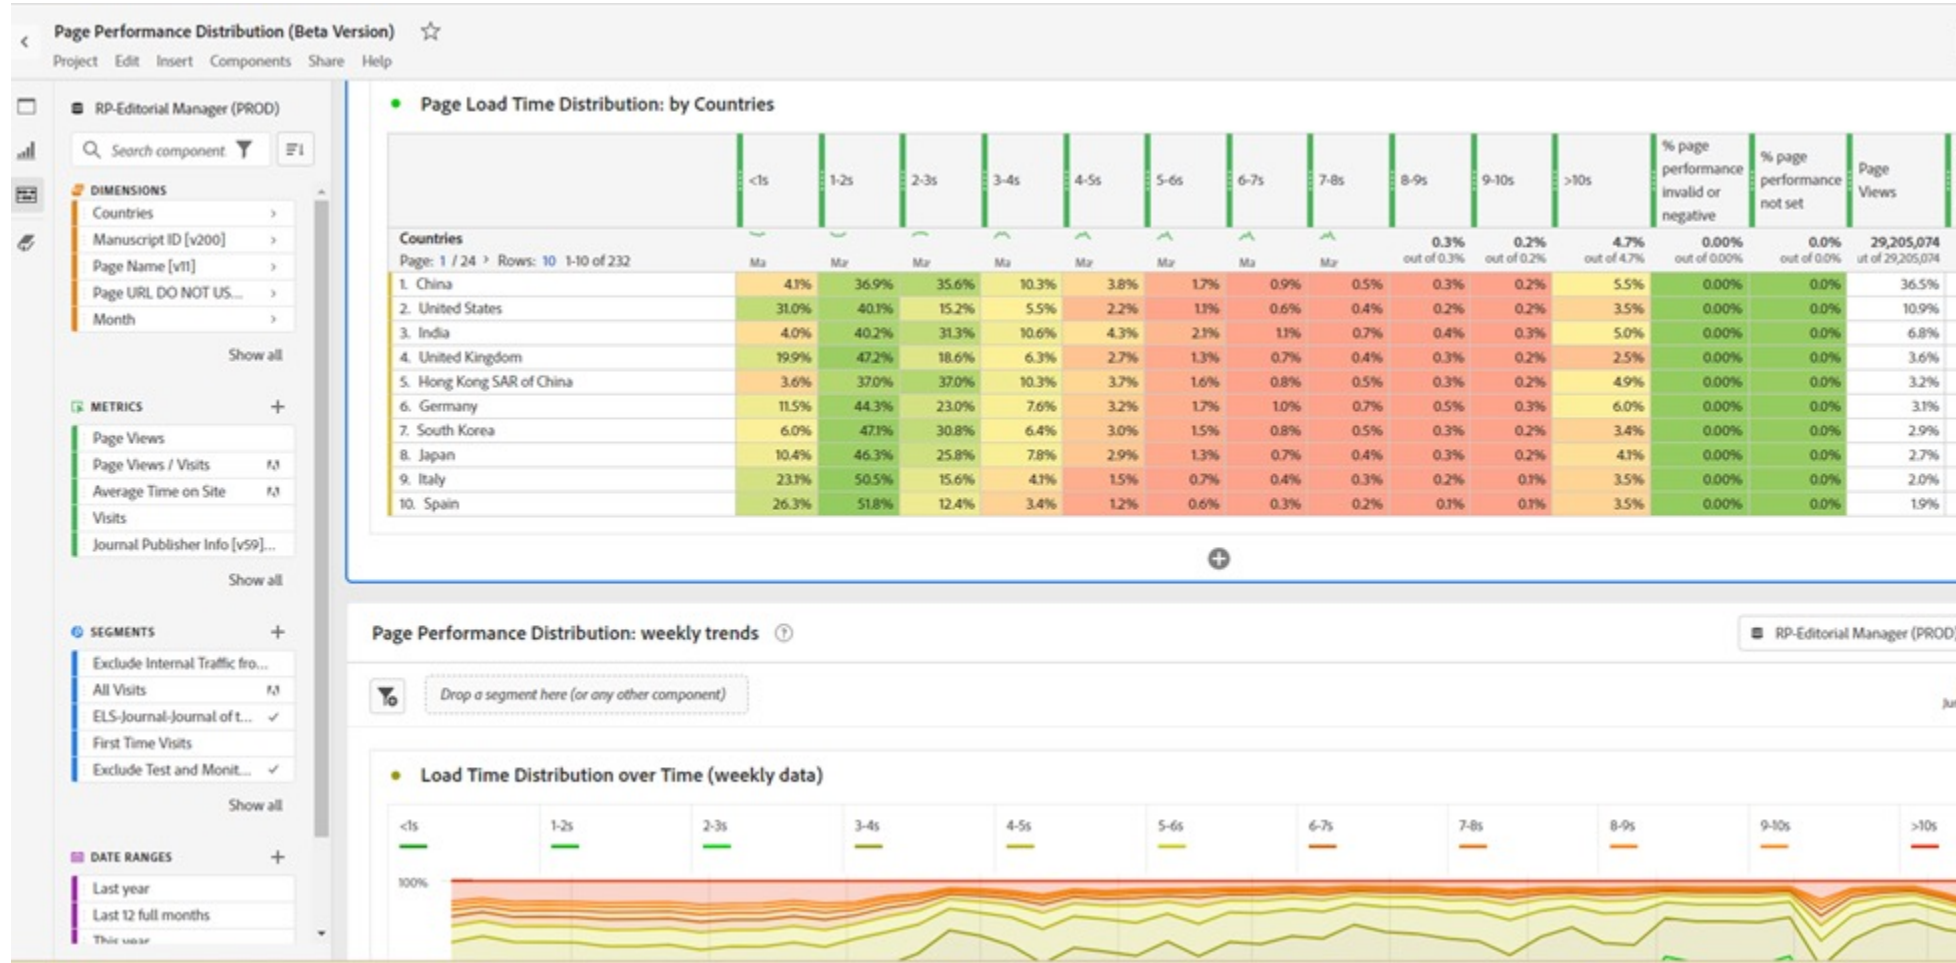 Page Performance Distribution (Beta Version)
Project Edit Insert Components Share Help
RP-Editorial Manager (PROD)
Search component
DIMENSIONS
Countries
Manuscript ID [v200]
Page Name [v11]
Page URL DO NOT US...
Month
Show all
METRICS
Page Views
Page Views / Visits
Average Time on Site
Visits
Journal Publisher Info [v59]...
Show all
SEGMENTS
Exclude Internal Traffic fro...
All Visits
ELS-Journal-Journal of t...
First Time Visits
Exclude Test and Monit...
Show all
DATE RANGES
Last year
Last 12 full months
This year
Page Load Time Distribution: by Countries
<1s 1-2s 2-3s 3-4s 4-5s 5-6s 6-7s 7-8s 8-9s 9-10s >10s % page performance invalid or negative % page performance not set Page Views
Countries 0.3% 0.2% 4.7% 0.00% 0.0% 29,205,074
Page: 1 / 24 > Rows: 10 1-10 of 232 Ma Mar Mar Ma Mar Mar Ma Mar out of 0.3% out of 0.2% out of 4.7% out of 0.00% out of 0.0% ut of 29,205,074
1. China 4.1% 36.9% 35.6% 10.3% 3.8% 1.7% 0.9% 0.5% 0.3% 0.2% 5.5% 0.00% 0.0% 36.5%
2. United States 31.0% 40.1% 15.2% 5.5% 2.2% 1.1% 0.6% 0.4% 0.2% 0.2% 3.5% 0.00% 0.0% 10.9%
3. India 4.0% 40.2% 31.3% 10.6% 4.3% 2.1% 1.1% 0.7% 0.4% 0.3% 5.0% 0.00% 0.0% 6.8%
4. United Kingdom 19.9% 47.2% 18.6% 6.3% 2.7% 1.3% 0.7% 0.4% 0.3% 0.2% 2.5% 0.00% 0.0% 3.6%
5. Hong Kong SAR of China 3.6% 37.0% 37.0% 10.3% 3.7% 1.6% 0.8% 0.5% 0.3% 0.2% 4.9% 0.00% 0.0% 3.2%
6. Germany 11.5% 44.3% 23.0% 7.6% 3.2% 1.7% 1.0% 0.7% 0.5% 0.3% 6.0% 0.00% 0.0% 3.1%
7. South Korea 6.0% 47.1% 30.8% 6.4% 3.0% 1.5% 0.8% 0.5% 0.3% 0.2% 3.4% 0.00% 0.0% 2.9%
8. Japan 10.4% 46.3% 25.8% 7.8% 2.9% 1.3% 0.7% 0.4% 0.3% 0.2% 4.1% 0.00% 0.0% 2.7%
9. Italy 23.1% 50.5% 15.6% 4.1% 1.5% 0.7% 0.4% 0.3% 0.2% 0.1% 3.5% 0.00% 0.0% 2.0%
10. Spain 26.3% 51.8% 12.4% 3.4% 1.2% 0.6% 0.3% 0.2% 0.1% 0.1% 3.5% 0.00% 0.0% 1.9%
Page Performance Distribution: weekly trends
RP-Editorial Manager (PROD)
Drop a segment here (or any other component)
Load Time Distribution over Time (weekly data)
<1s 1-2s 2-3s 3-4s 4-5s 5-6s 6-7s 7-8s 8-9s 9-10s >10s
100%